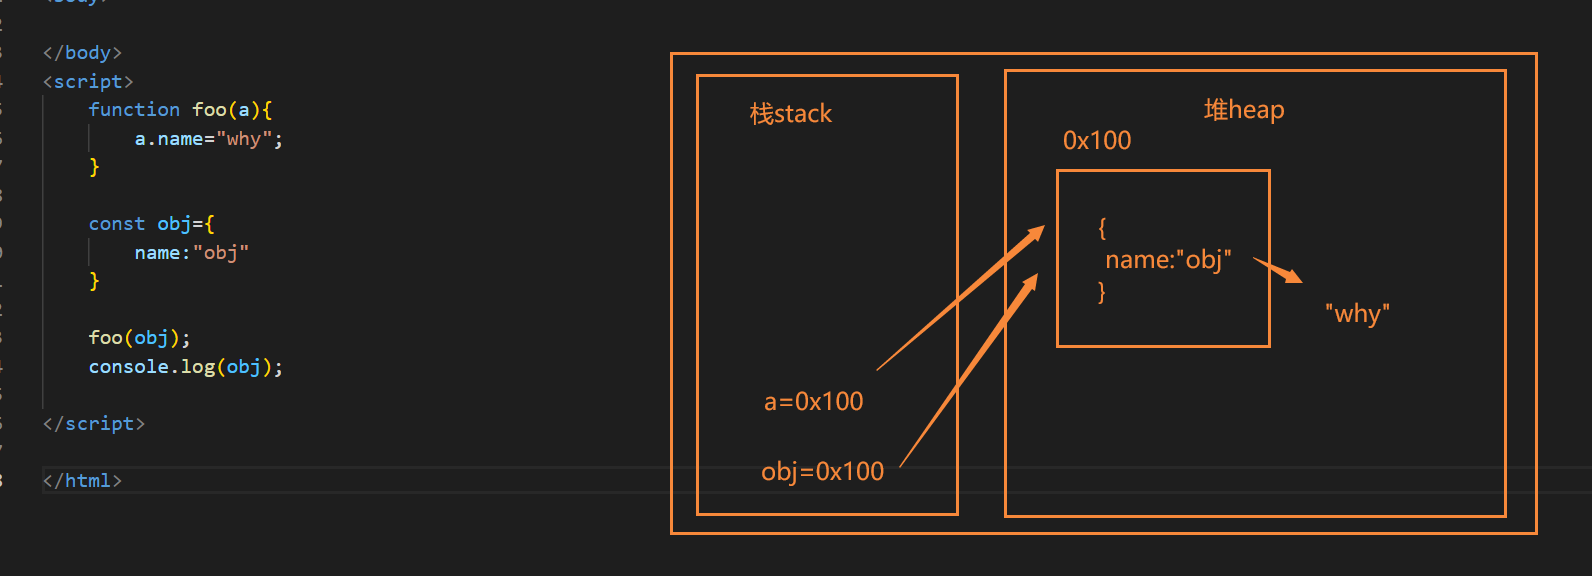 </body>
<script>
function foo(a){
a.name="why";
}
const obj={
name:"obj"
}
foo(obj);
console.log(obj);
</script>
</html>
栈stack
a=0x100
obj=0x100
堆heap
0x100
{
name:"obj"
}
"why"